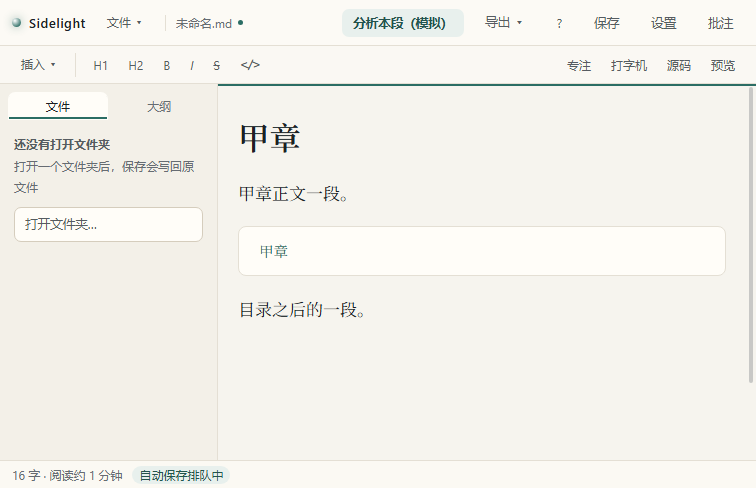 Sidelight 文件 未命名.md 分析本段（模拟） 导出 ? 保存 设置 批注
插入 H1 H2 B I S </> 专注 打字机 源码 预览
文件 大纲
还没有打开文件夹
打开一个文件夹后，保存会写回原
文件
打开文件夹...
甲章
甲章正文一段。
甲章
目录之后的一段。
16 字 · 阅读约 1 分钟 自动保存排队中